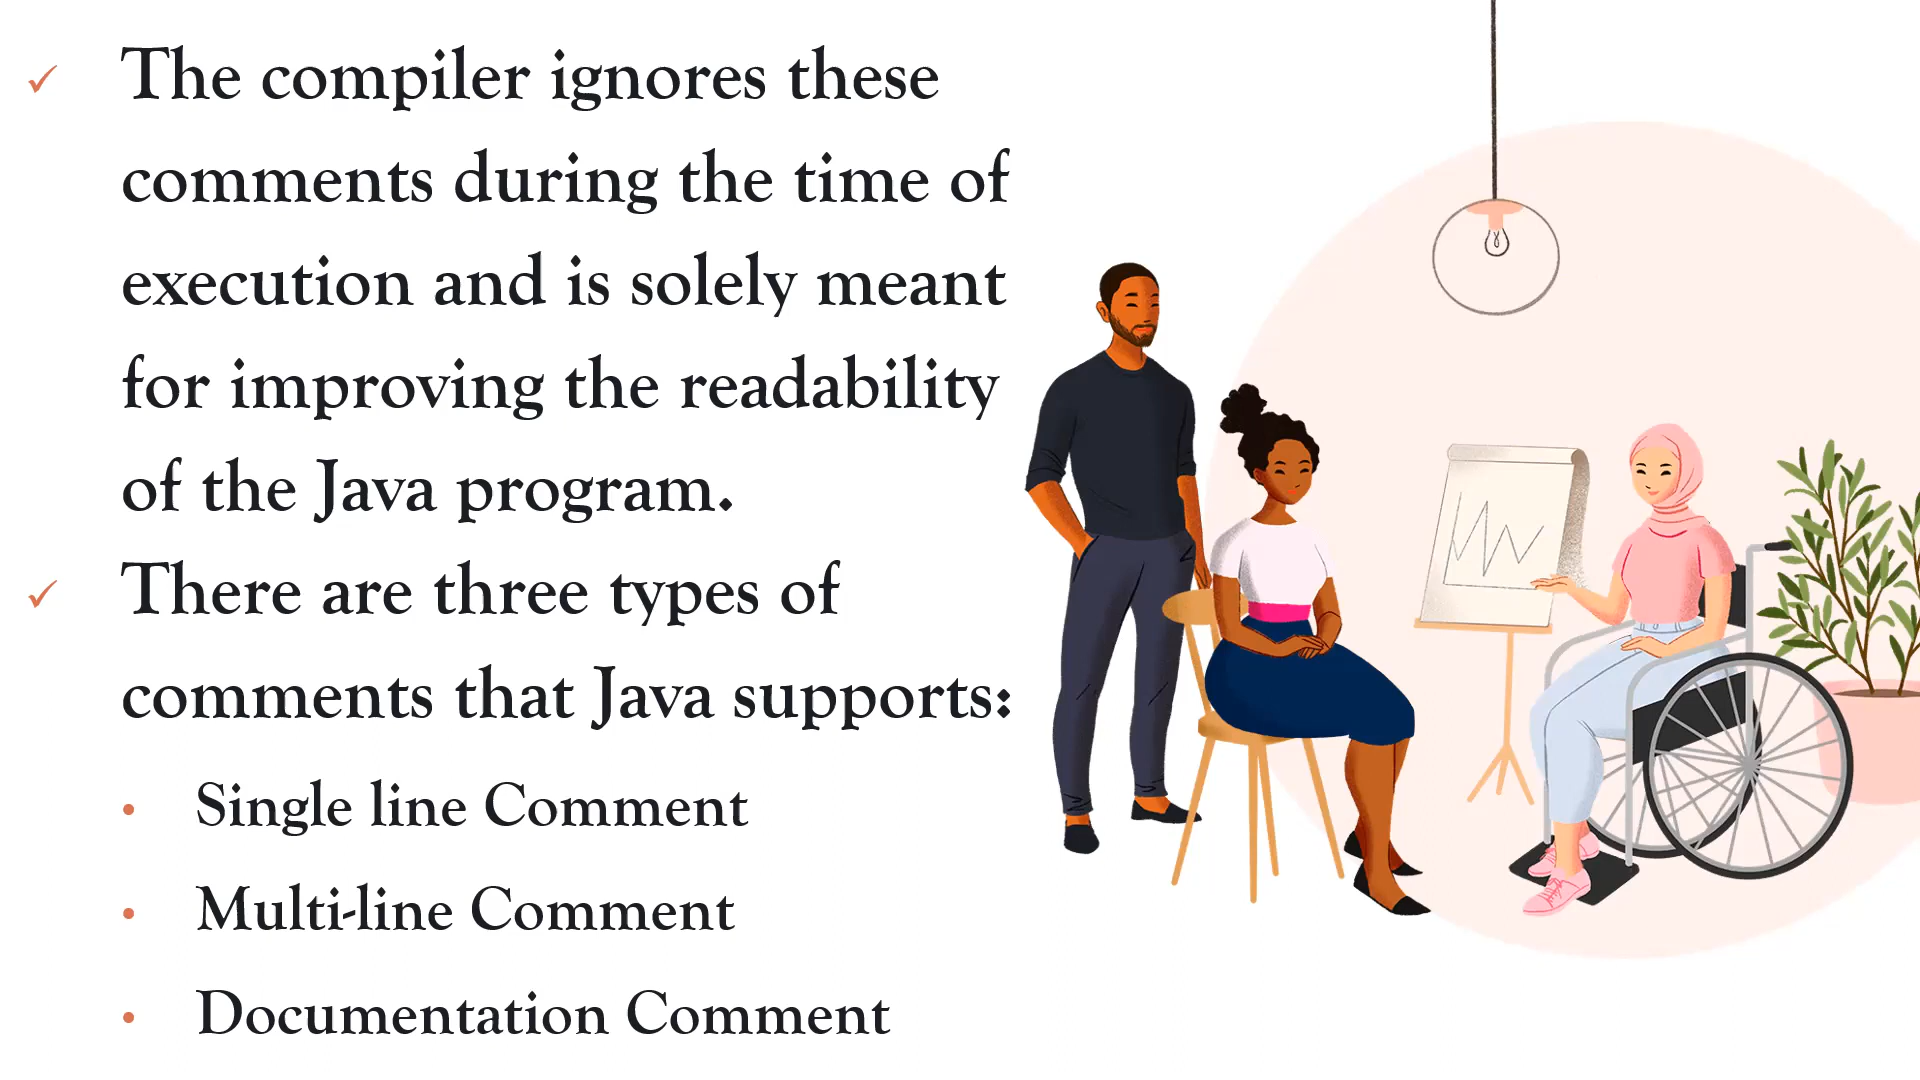 The compiler ignores these
comments during the time of
execution and is solely meant
for improving the readability
of the Java program.
There are three types of
comments that Java supports:
Single line Comment
Multi-line Comment
Documentation Comment